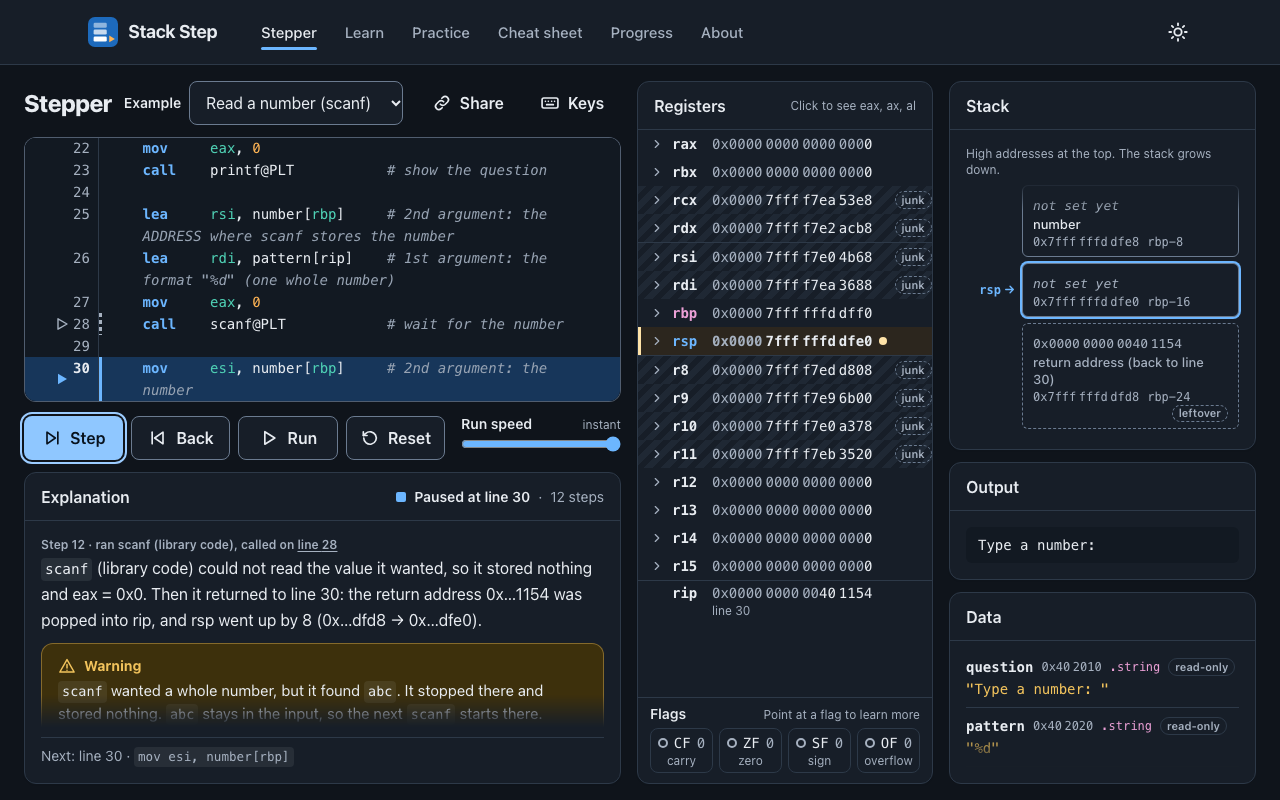 Stack Step
Stepper
Learn
Practice
Cheat sheet
Progress
About
Stepper
Example
Read a number (scanf)
Share
Keys
22 mov eax, 0
23 call printf@PLT # show the question
24
25 lea rsi, number[rbp] # 2nd argument: the
ADDRESS where scanf stores the number
26 lea rdi, pattern[rip] # 1st argument: the
format "%d" (one whole number)
27 mov eax, 0
28 call scanf@PLT # wait for the number
29
30 mov esi, number[rbp] # 2nd argument: the
number
Step
Back
Run
Reset
Run speed
instant
Explanation
Paused at line 30 · 12 steps
Step 12 · ran scanf (library code), called on line 28
scanf (library code) could not read the value it wanted, so it stored nothing
and eax = 0x0. Then it returned to line 30: the return address 0x…1154 was
popped into rip, and rsp went up by 8 (0x…dfd8 → 0x…dfe0).
Warning
scanf wanted a whole number, but it found abc. It stopped there and
stored nothing. abc stays in the input, so the next scanf starts there.
Next: line 30 · mov esi, number[rbp]
Registers
Click to see eax, ax, al
rax 0x0000 0000 0000 0000
rbx 0x0000 0000 0000 0000
rcx 0x0000 7fff f7ea 53e8 junk
rdx 0x0000 7fff f7e2 acb8 junk
rsi 0x0000 7fff f7e0 4b68 junk
rdi 0x0000 7fff f7ea 3688 junk
rbp 0x0000 7fff fffd dff0
rsp 0x0000 7fff fffd dfe0
r8 0x0000 7fff f7ed d808 junk
r9 0x0000 7fff f7e9 6b00 junk
r10 0x0000 7fff f7e0 a378 junk
r11 0x0000 7fff f7eb 3520 junk
r12 0x0000 0000 0000 0000
r13 0x0000 0000 0000 0000
r14 0x0000 0000 0000 0000
r15 0x0000 0000 0000 0000
rip 0x0000 0000 0040 1154
line 30
Flags
Point at a flag to learn more
CF 0
carry
ZF 0
zero
SF 0
sign
OF 0
overflow
Stack
High addresses at the top. The stack grows
down.
not set yet
number
0x7fff fffd dfe8 rbp−8
rsp →
not set yet
0x7fff fffd dfe0 rbp−16
0x0000 0000 0040 1154
return address (back to line
30)
0x7fff fffd dfd8 rbp−24
leftover
Output
Type a number:
Data
question 0x40 2010 .string read-only
"Type a number: "
pattern 0x40 2020 .string read-only
"%d"